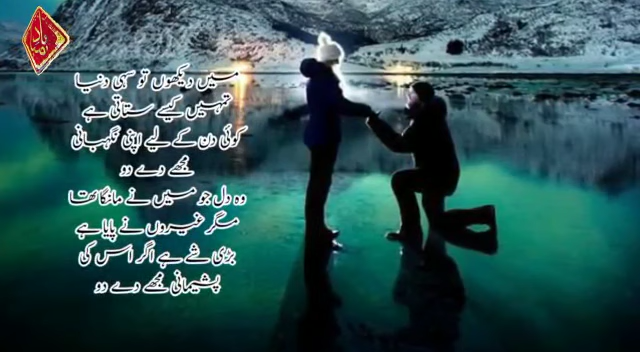 میں دیکھوں تو سہی دنیا
تمہیں کیسے ستاتی ہے
کوئی دن کے لیے اپنی نگہبانی
مجھے دے دو
وہ دل جو میں نے مانگا تھا
مگر غیروں نے پایا ہے
بڑی شے ہے اگر اس کی
پشیمانی مجھے دے دو